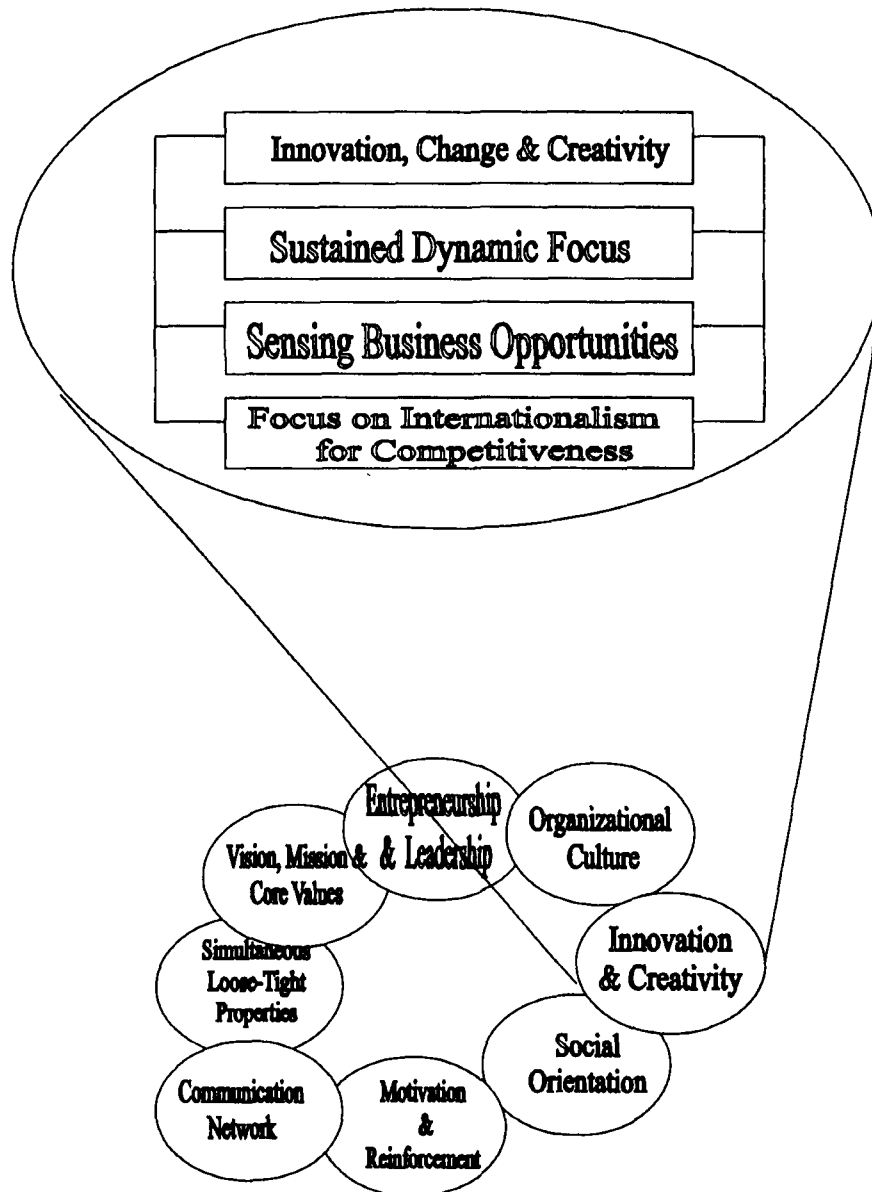 Innovation, Change & Creativity
Sustained Dynamic Focus
Sensing Business Opportunities
Focus on Internationalism
for Competitiveness
Entrepreneurship
& Leadership
Organizational
Culture
Vision, Mission &
Core Values
Innovation
& Creativity
Simultaneous
Loose-Tight
Properties
Social
Orientation
Communication
Network
Motivation
&
Reinforcement